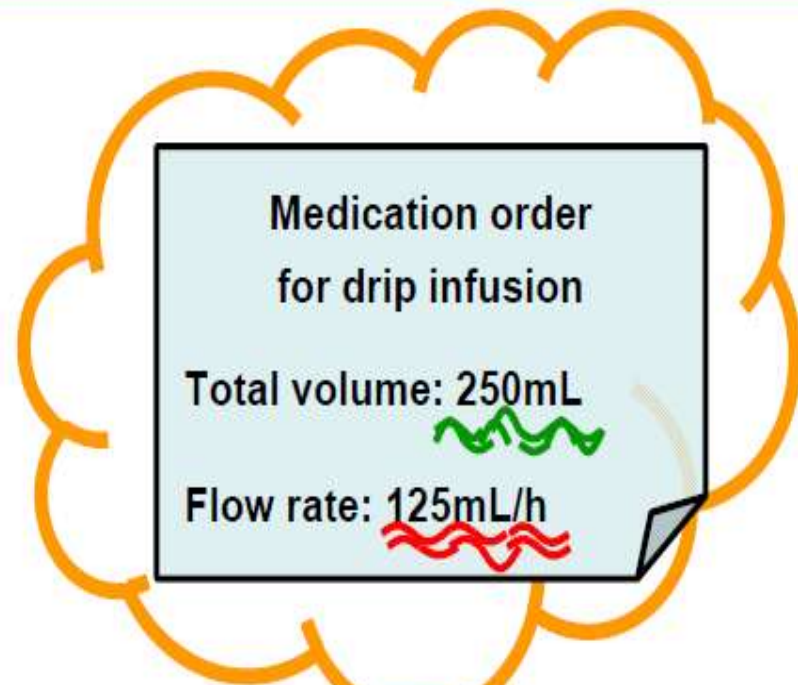 Medication order
for drip infusion
Total volume: 250mL
Flow rate: 125mL/h